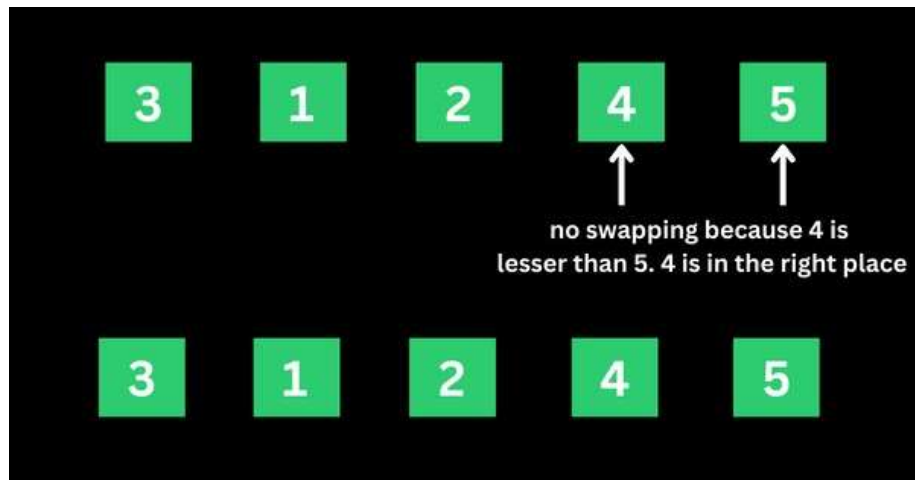 3 1 2 4 5
no swapping because 4 is
lesser than 5. 4 is in the right place
3 1 2 4 5